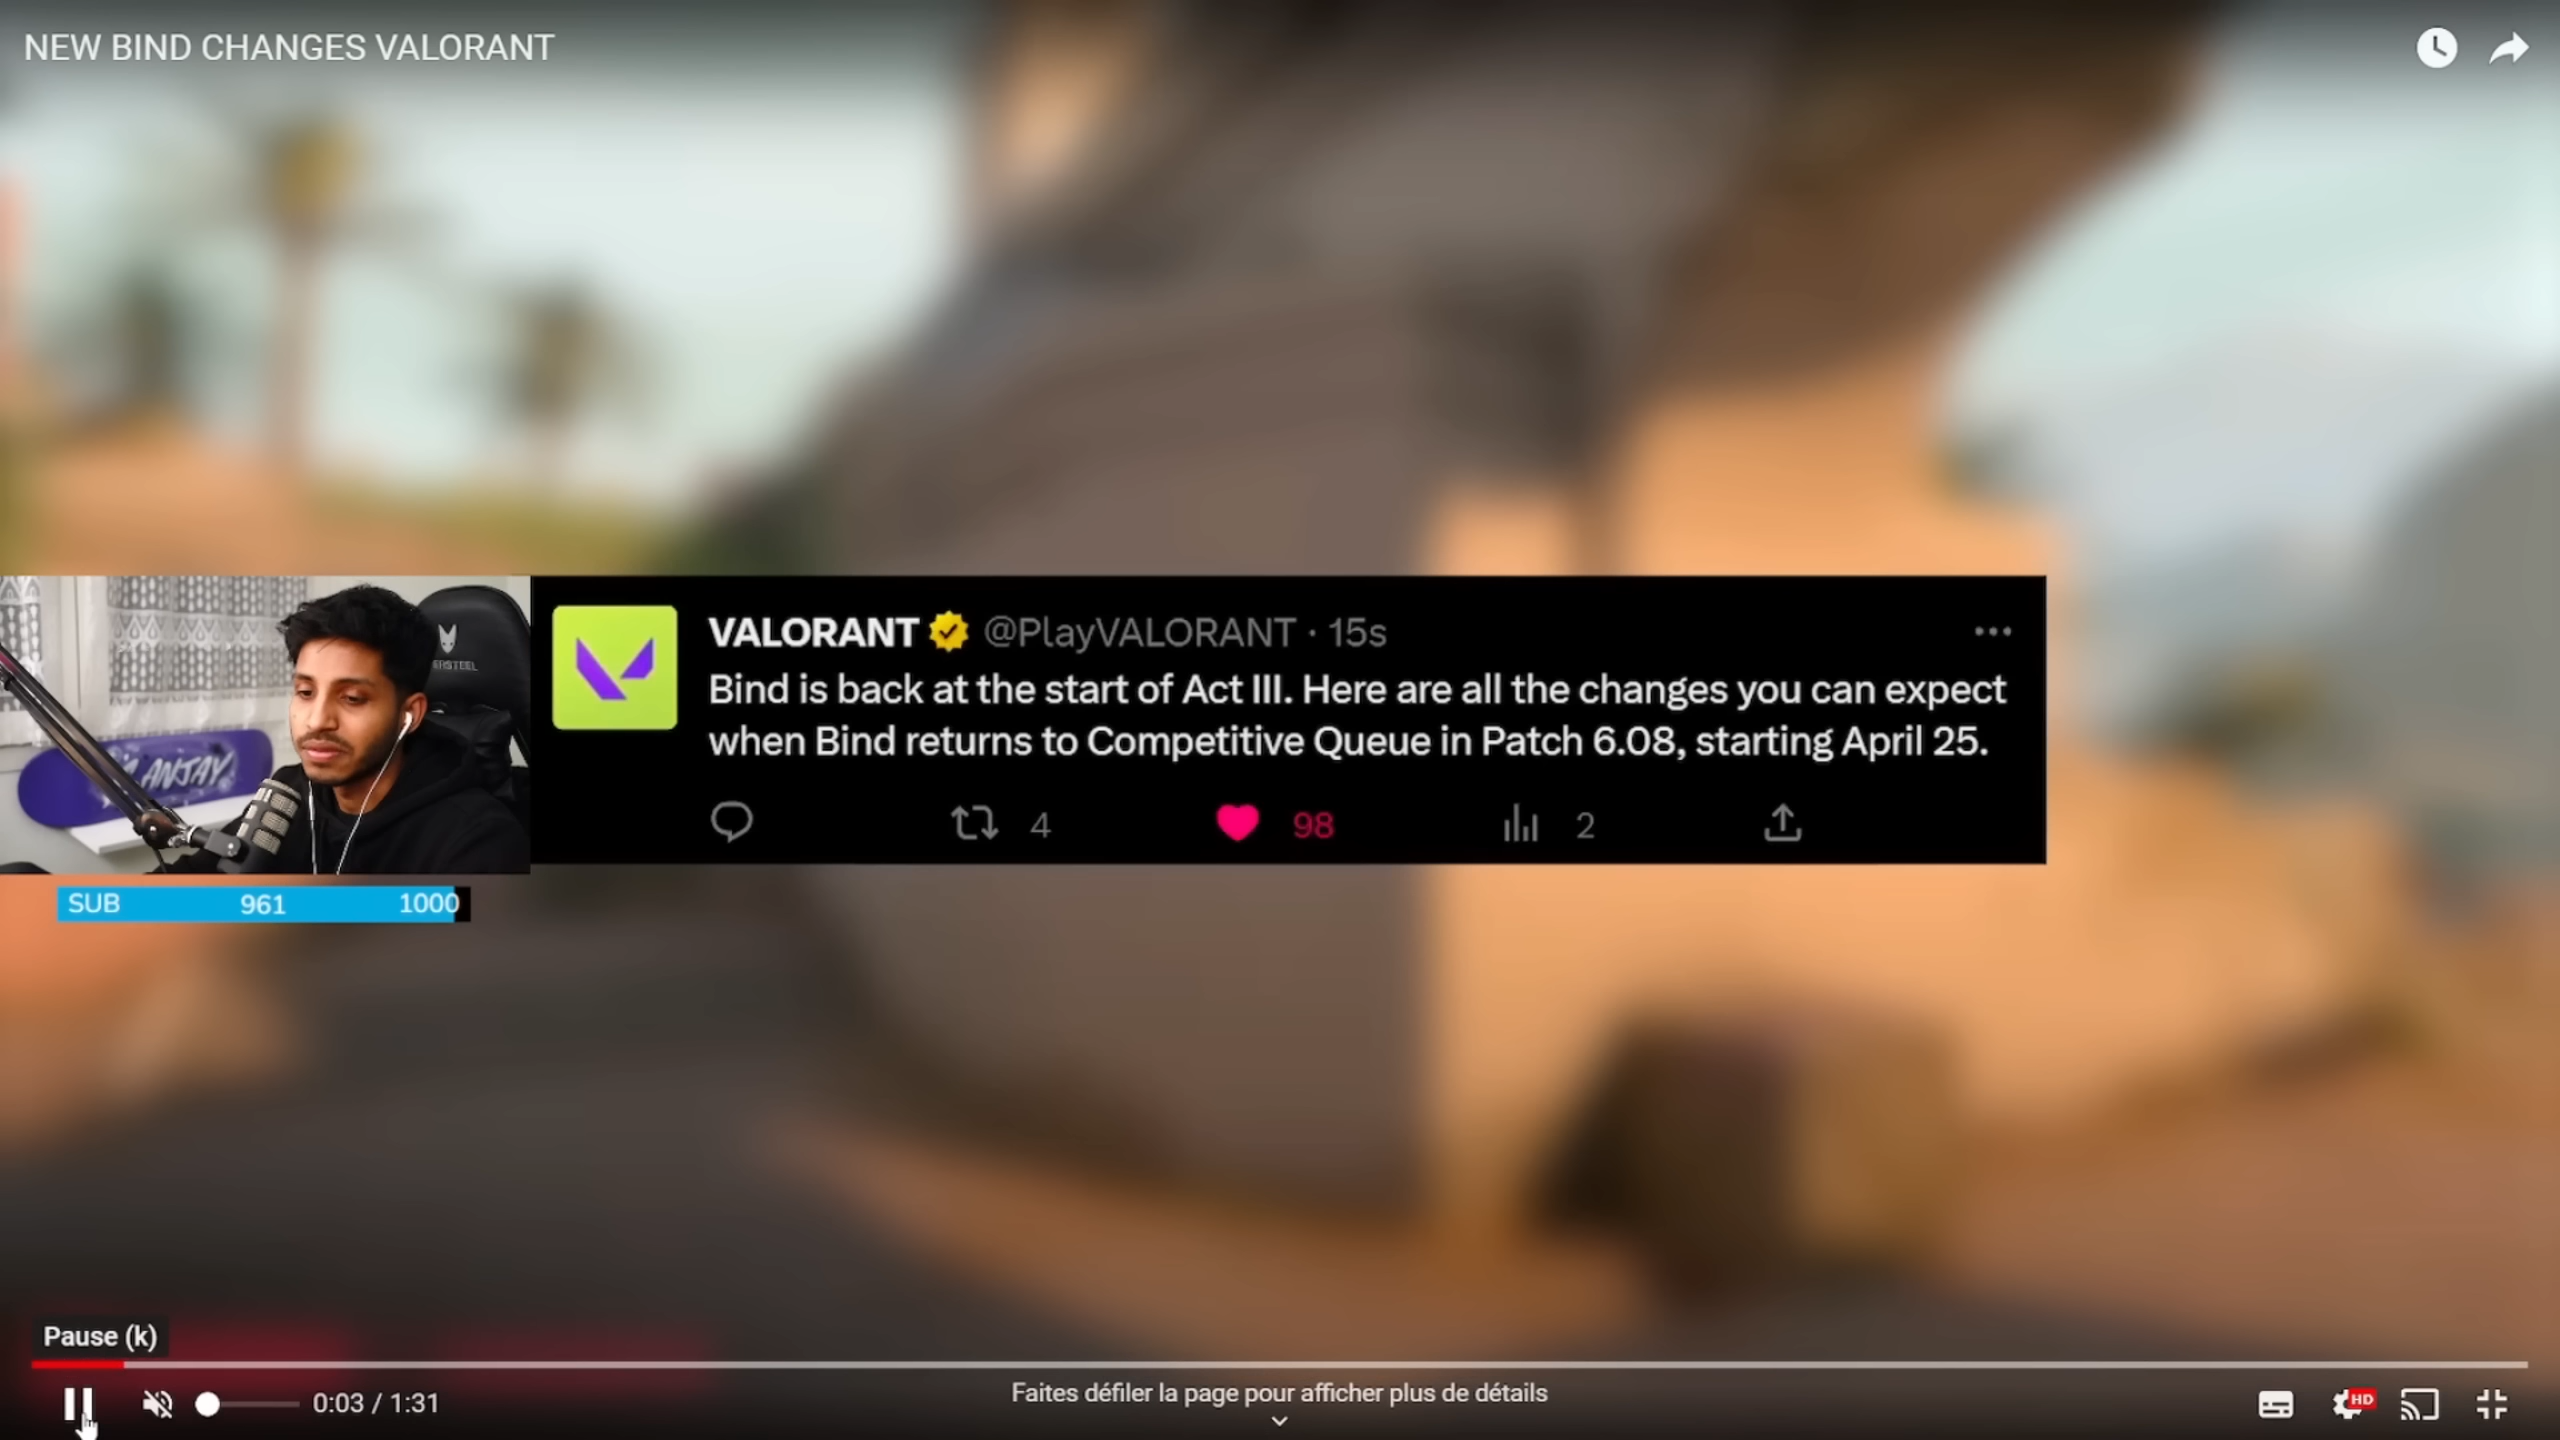 NEW BIND CHANGES VALORANT
VALORANT @PlayVALORANT · 15s
Bind is back at the start of Act III. Here are all the changes you can expect
when Bind returns to Competitive Queue in Patch 6.08, starting April 25.
4 98 2
ANJAY
SUB 961 1000
Pause (k)
0:03 / 1:31
Faites défiler la page pour afficher plus de détails
HD